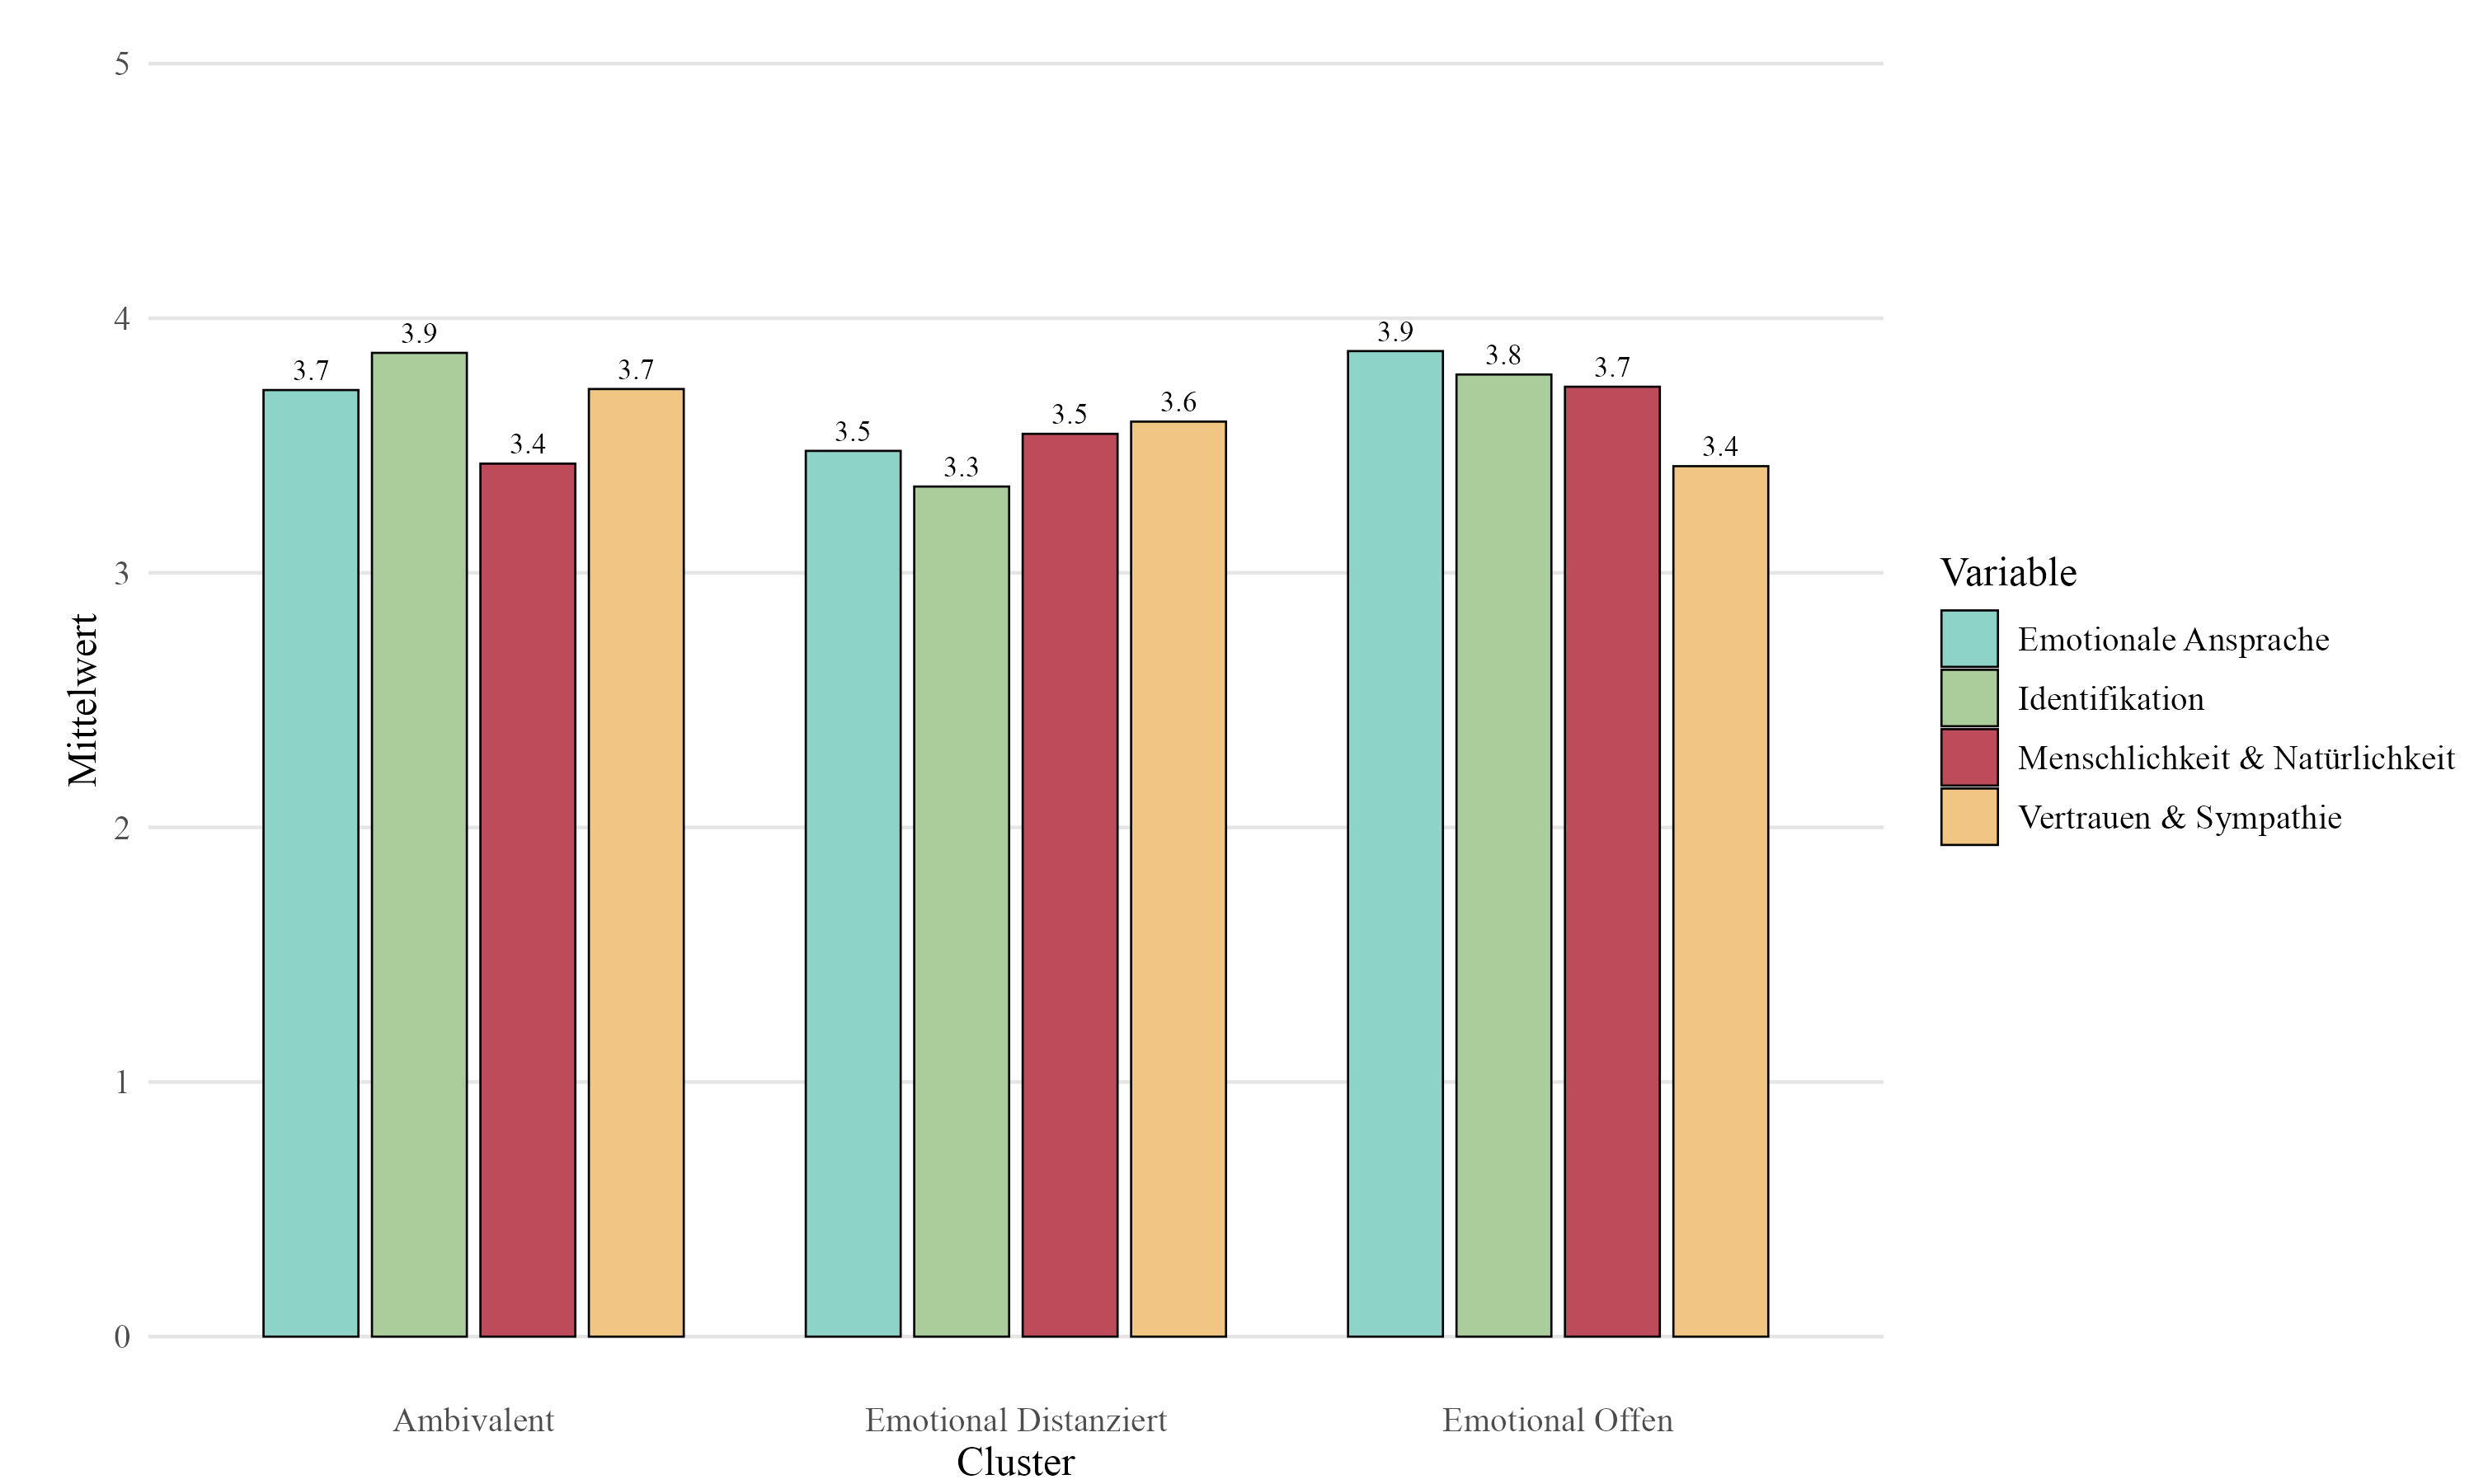 5
4
3
2
1
0
Mittelwert
3.7
3.9
3.4
3.7
3.5
3.3
3.5
3.6
3.9
3.8
3.7
3.4
Ambivalent
Emotional Distanziert
Emotional Offen
Cluster
Variable
Emotionale Ansprache
Identifikation
Menschlichkeit & Natürlichkeit
Vertrauen & Sympathie